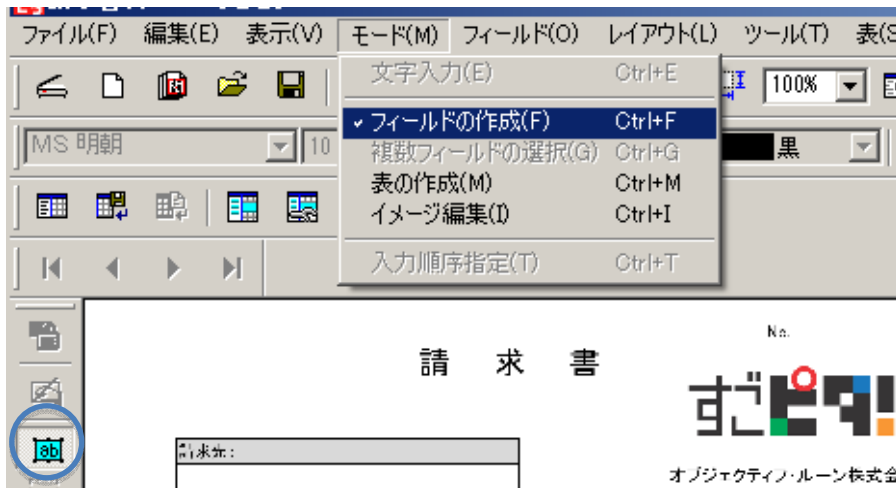 ファイル(F) 編集(E) 表示(V) モード(M) フィールド(O) レイアウト(L) ツール(T) 表(S
文字入力(E) Ctrl+E
100%
フィールドの作成(F) Ctrl+F
MS 明朝 10
複数フィールドの選択(G) Ctrl+G
黒
表の作成(M) Ctrl+M
イメージ編集(I) Ctrl+I
入力順序指定(T) Ctrl+T
No.
請 求 書
すごピタ!
ab
請求先:
オブジェクティフ・ルーン株式会